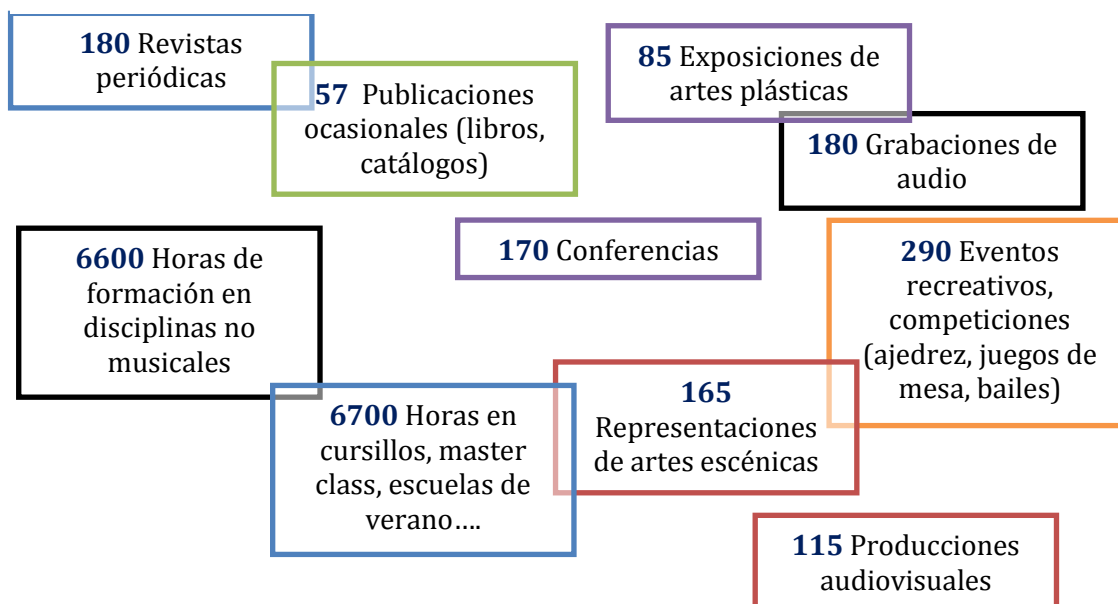 180 Revistas
periódicas
57 Publicaciones
ocasionales (libros,
catálogos)
85 Exposiciones de
artes plásticas
180 Grabaciones de
audio
170 Conferencias
6600 Horas de
formación en
disciplinas no
musicales
290 Eventos
recreativos,
competiciones
(ajedrez, juegos de
mesa, bailes)
6700 Horas en
cursillos, master
class, escuelas de
verano….
165
Representaciones
de artes escénicas
115 Producciones
audiovisuales